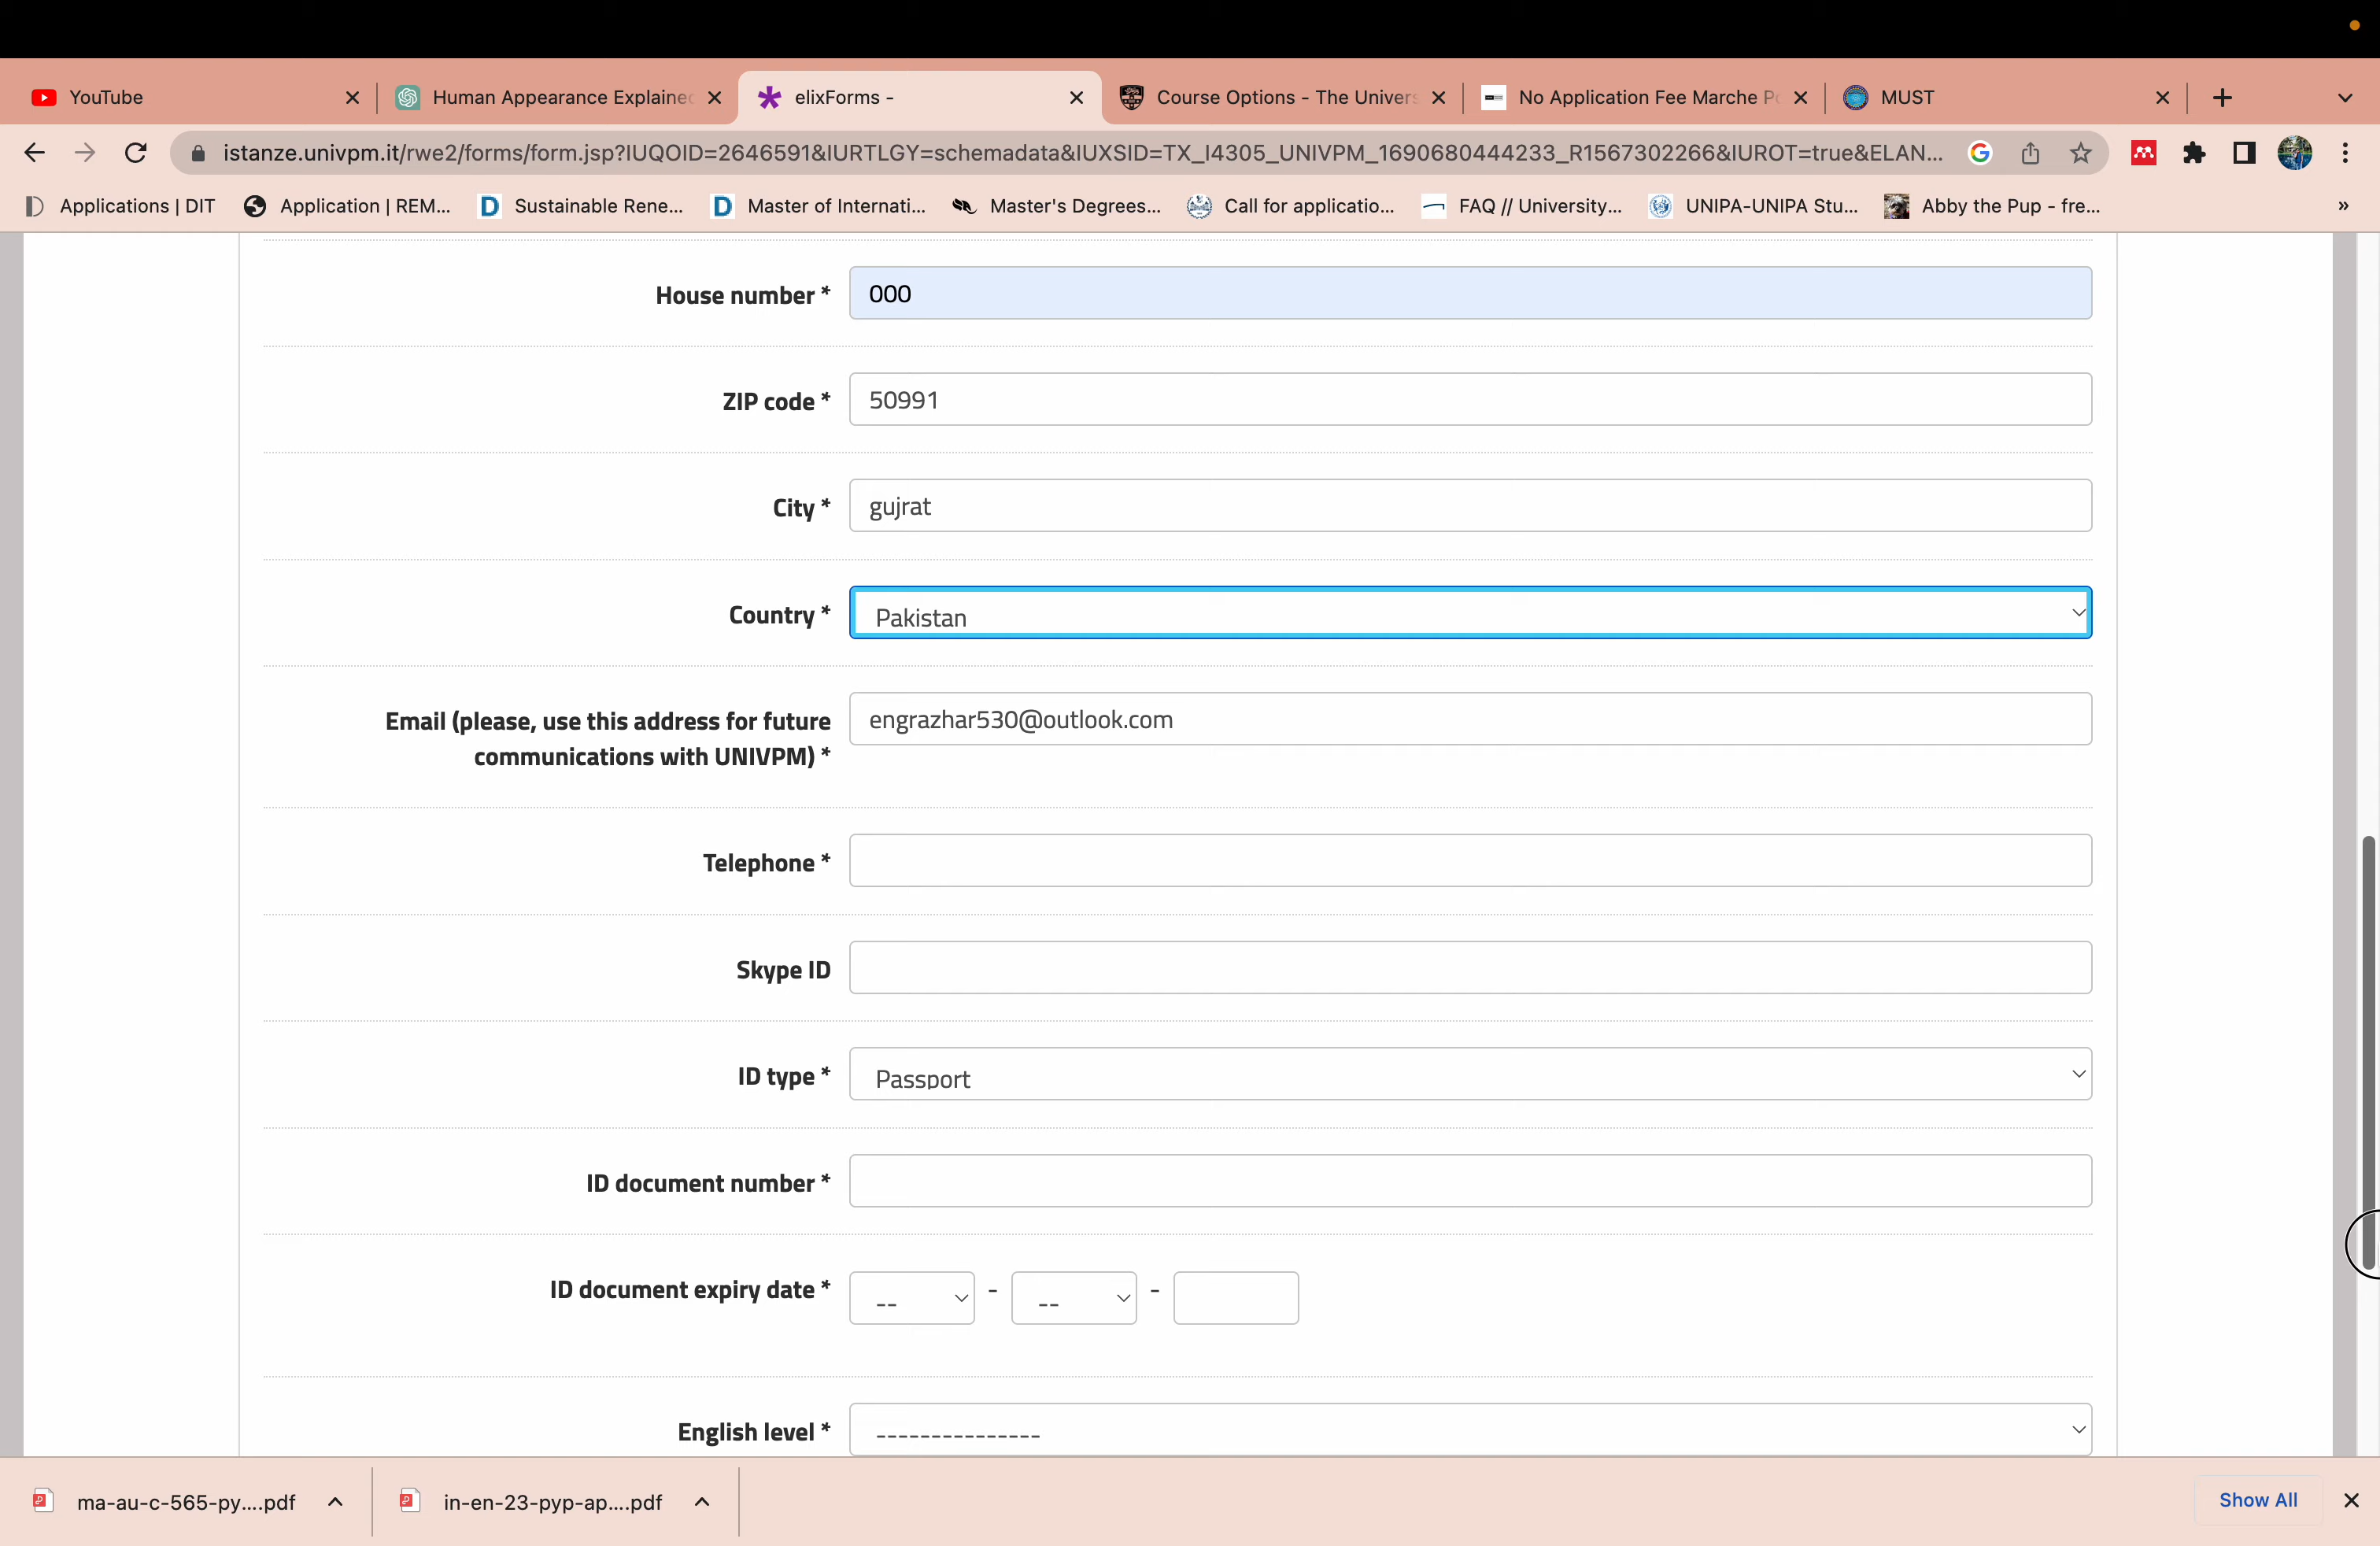 YouTube
Human Appearance Explained
elixForms -
Course Options - The Univers
No Application Fee Marche Po
MUST
istanze.univpm.it/rwe2/forms/form.jsp?IUQOID=2646591&IURTLGY=schemadata&IUXSID=TX_I4305_UNIVPM_1690680444233_R1567302266&IUROT=true&ELAN...
Applications | DIT
Application | REM...
Sustainable Rene...
Master of Internati...
Master's Degrees...
Call for applicatio...
FAQ // University...
UNIPA-UNIPA Stu...
Abby the Pup - fre...
»
House number * 000
ZIP code * 50991
City * gujrat
Country * Pakistan
Email (please, use this address for future
communications with UNIVPM) *
engrazhar530@outlook.com
Telephone *
Skype ID
ID type * Passport
ID document number *
ID document expiry date * -- - -- -
English level * ---------------
ma-au-c-565-py....pdf
in-en-23-pyp-ap....pdf
Show All